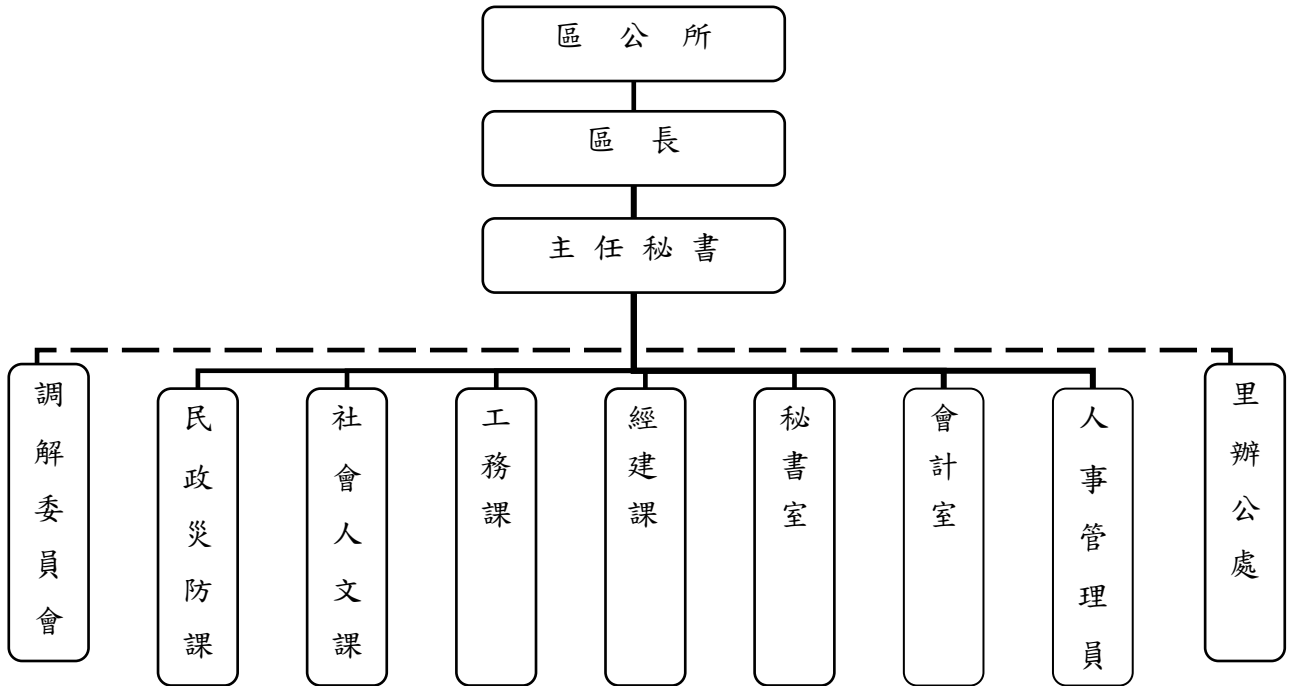 區公所
區長
主任秘書
調解委員會
民政災防課
社會人文課
工務課
經建課
秘書室
會計室
人事管理員
里辦公處